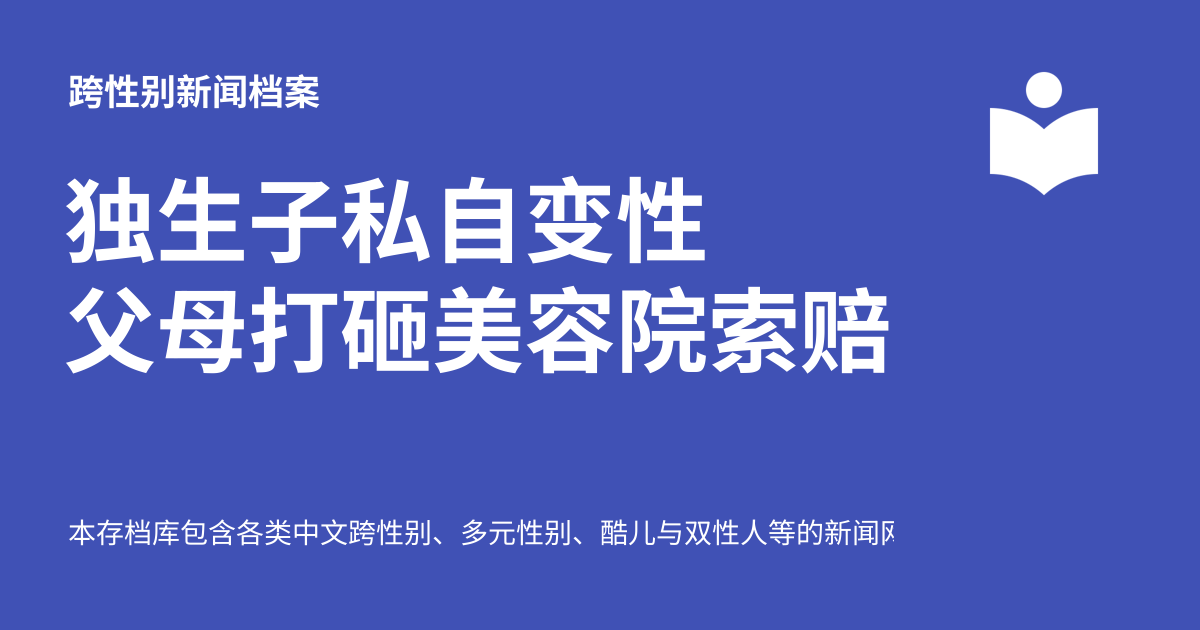 跨性别新闻档案
独生子私自变性
父母打砸美容院索赔
本存档库包含各类中文跨性别、多元性别、酷儿与双性人等的新闻网